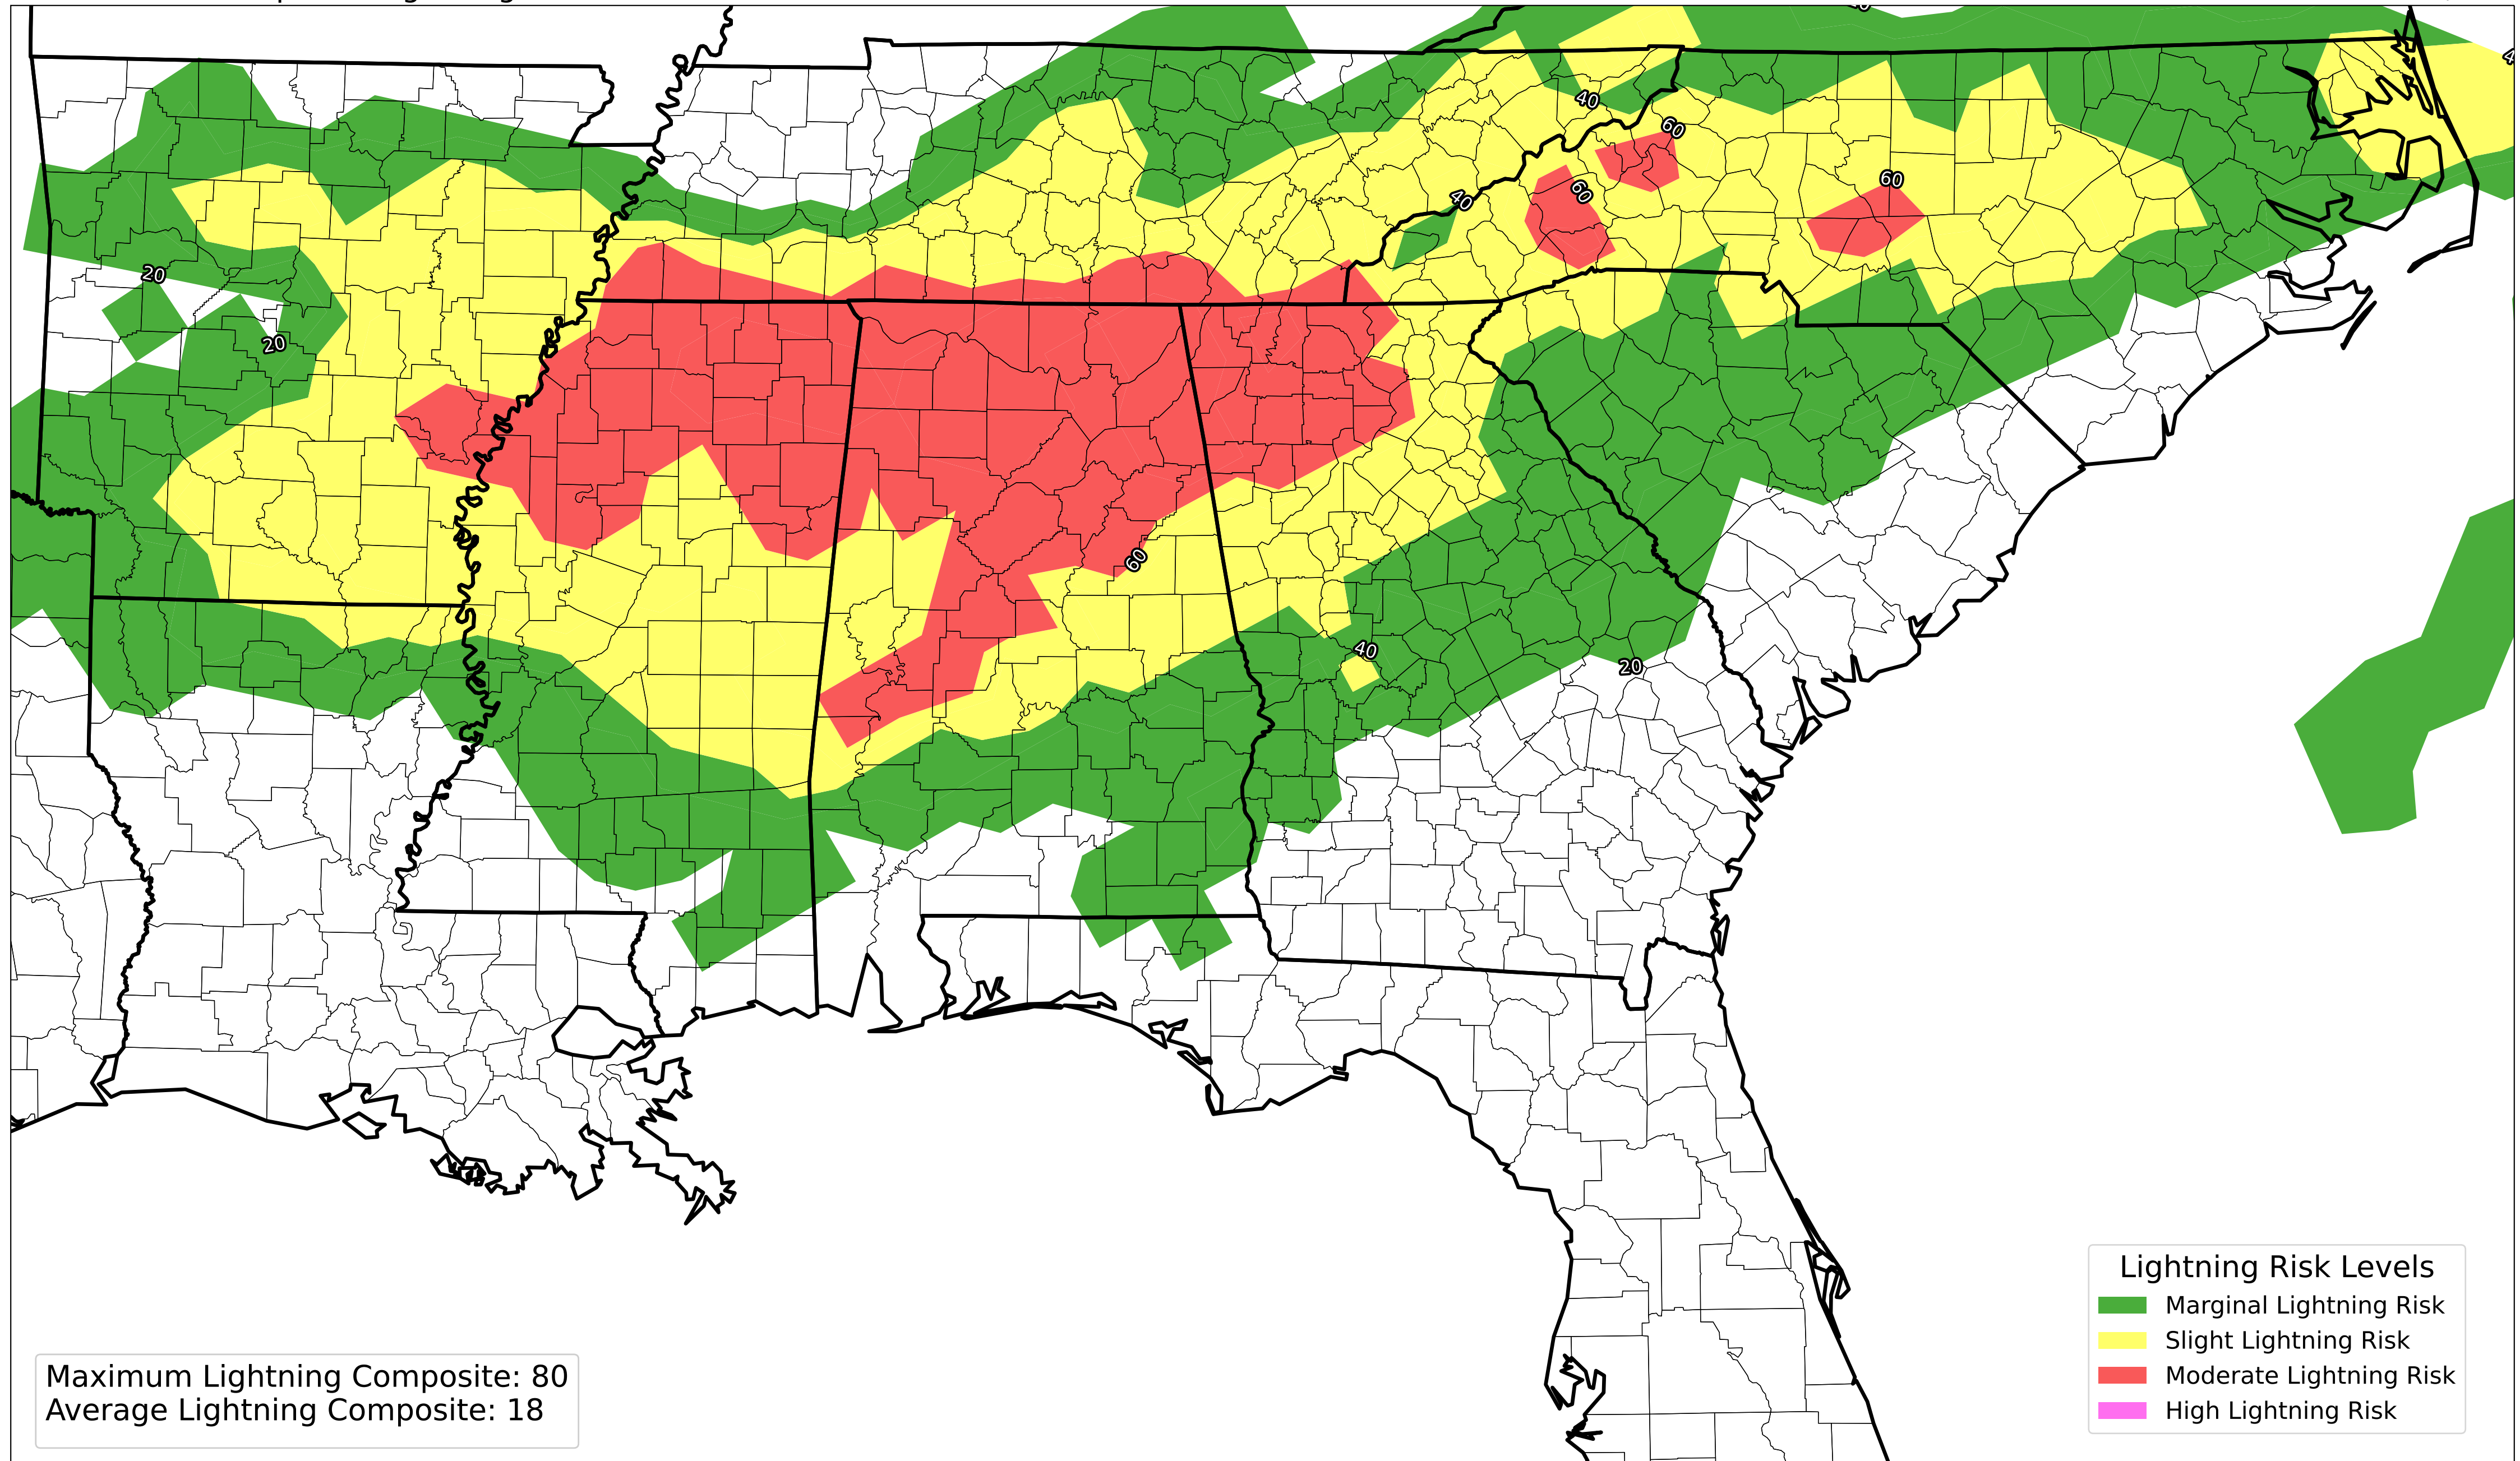 40
40
60
40
60
60
20
20
60
40
20
Lightning Risk Levels
Marginal Lightning Risk
Slight Lightning Risk
Moderate Lightning Risk
High Lightning Risk
Maximum Lightning Composite: 80
Average Lightning Composite: 18